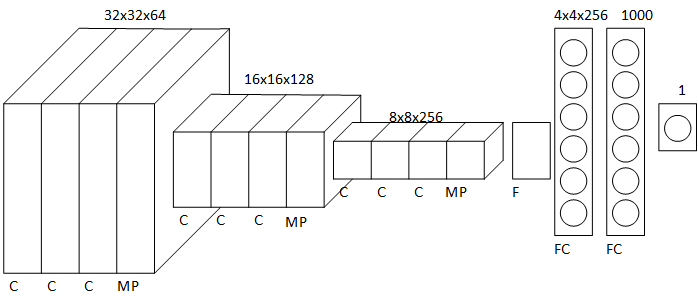 32x32x64
16x16x128
8x8x256
4x4x256 1000
1
C C C MP
C C C MP
C C C MP
F
FC FC